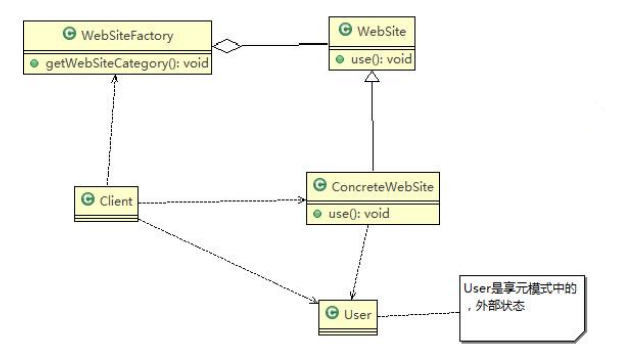 WebSiteFactory
getWebSiteCategory(): void
WebSite
use(): void
Client
ConcreteWebSite
use(): void
User
User是享元模式中的
，外部状态